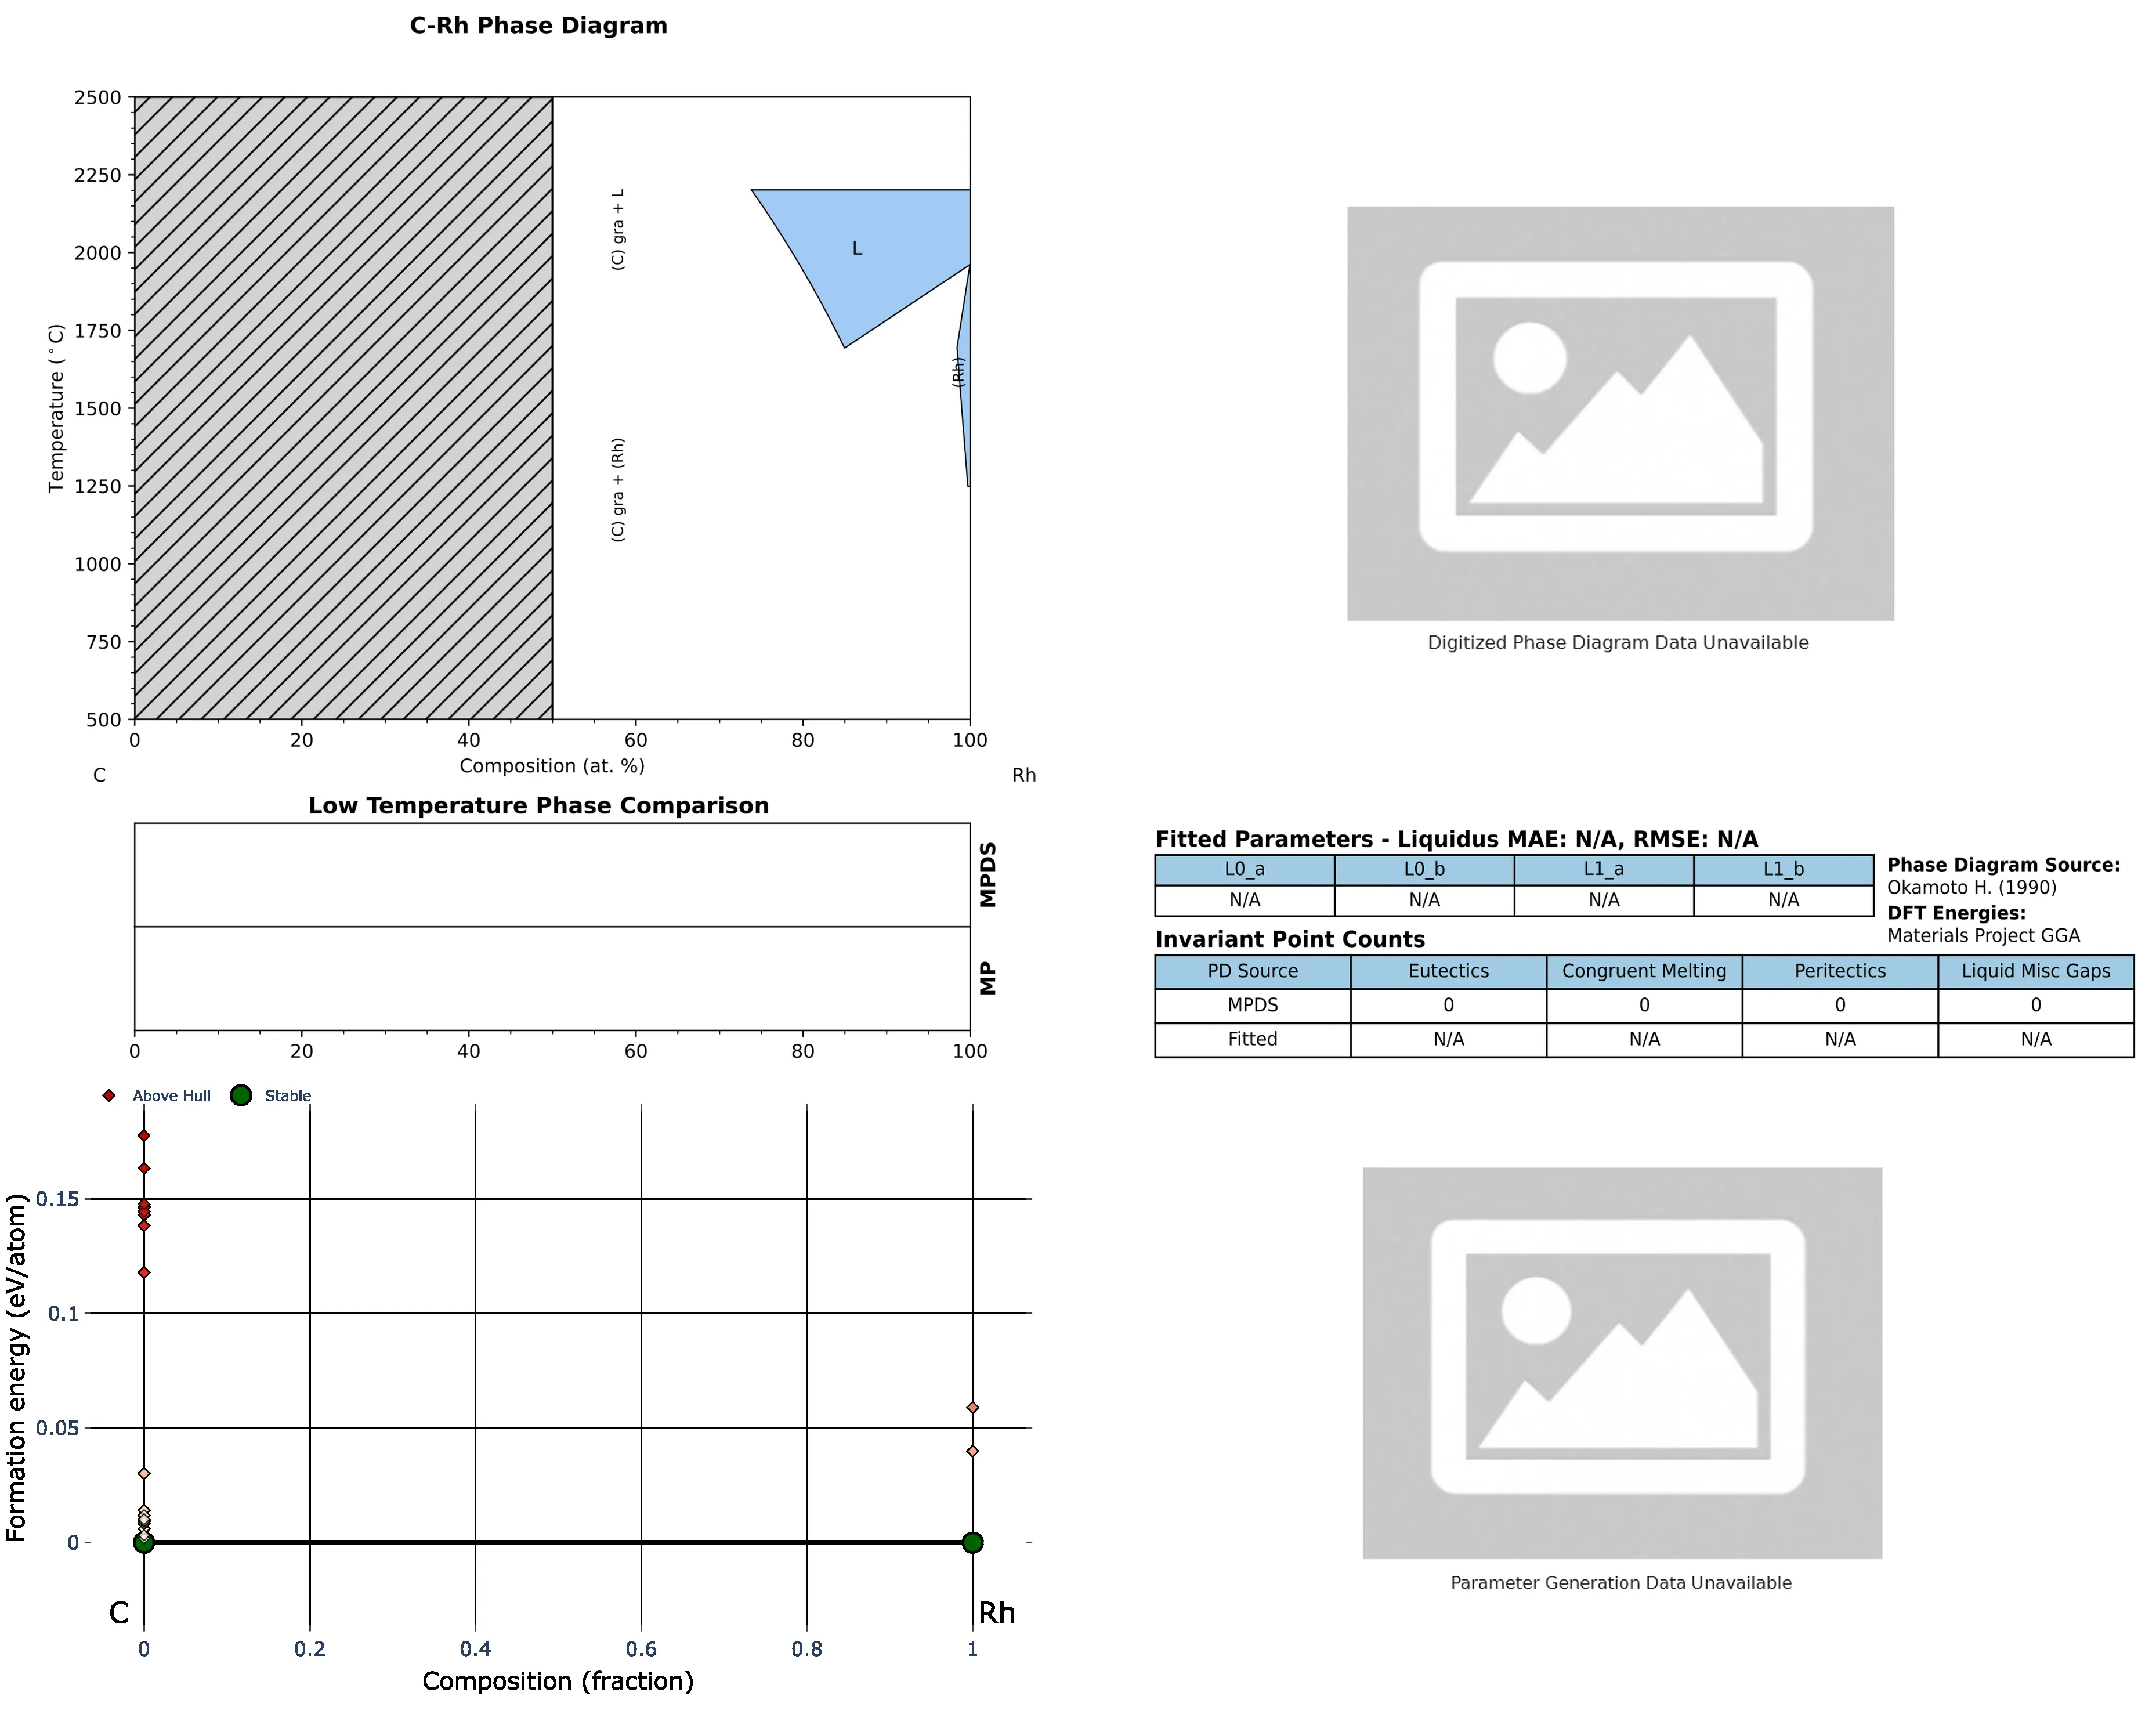 C-Rh Phase Diagram
2500
2250
2000
1750
1500
1250
1000
750
500
Temperature (°C)
(C) gra + L
(C) gra + (Rh)
L
(Rh)
0 20 40 60 80 100
Composition (at. %)
C Rh
Digitized Phase Diagram Data Unavailable
Low Temperature Phase Comparison
MPDS
MP
0 20 40 60 80 100
Fitted Parameters - Liquidus MAE: N/A, RMSE: N/A
L0_a L0_b L1_a L1_b
N/A N/A N/A N/A
Phase Diagram Source:
Okamoto H. (1990)
DFT Energies:
Materials Project GGA
Invariant Point Counts
PD Source Eutectics Congruent Melting Peritectics Liquid Misc Gaps
MPDS 0 0 0 0
Fitted N/A N/A N/A N/A
Above Hull Stable
0.15
0.1
0.05
0
Formation energy (eV/atom)
C Rh
0 0.2 0.4 0.6 0.8 1
Composition (fraction)
Parameter Generation Data Unavailable